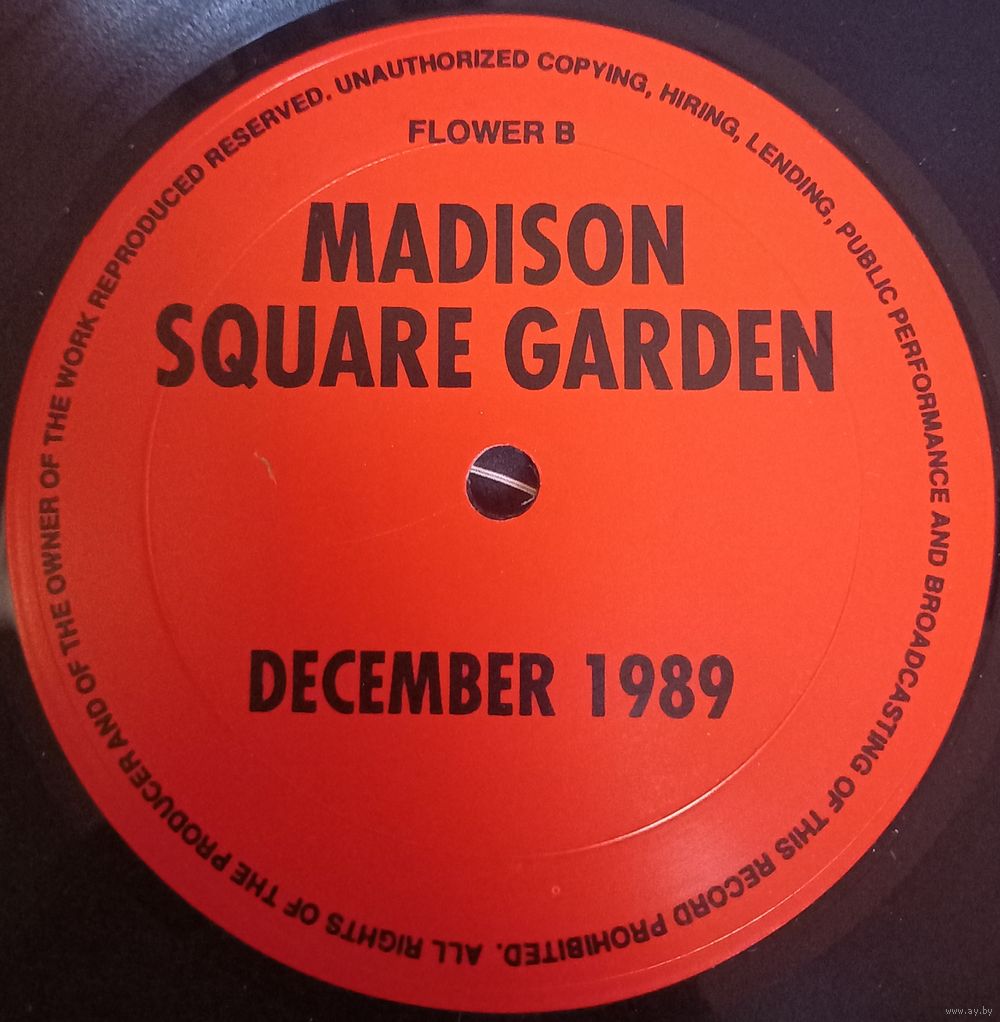 ALL RIGHTS OF THE PRODUCER AND OF THE OWNER OF THE WORK REPRODUCED RESERVED. UNAUTHORIZED COPYING, HIRING, LENDING, PUBLIC PERFORMANCE AND BROADCASTING OF THIS RECORD PROHIBITED.
FLOWER B
MADISON
SQUARE GARDEN
DECEMBER 1989
www.ay.by